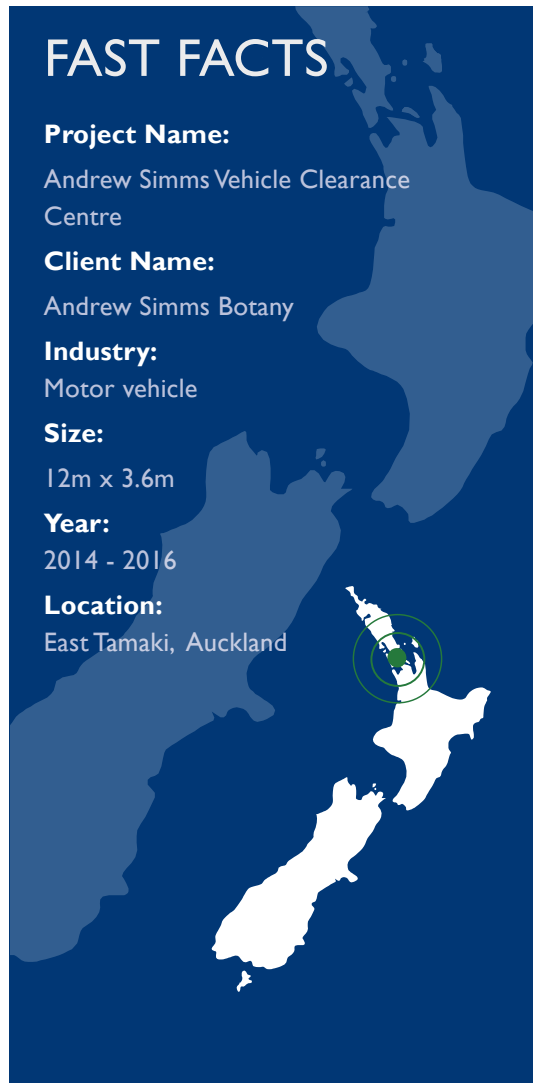 FAST FACTS
Project Name:
Andrew Simms Vehicle Clearance
Centre
Client Name:
Andrew Simms Botany
Industry:
Motor vehicle
Size:
12m x 3.6m
Year:
2014 - 2016
Location:
East Tamaki, Auckland